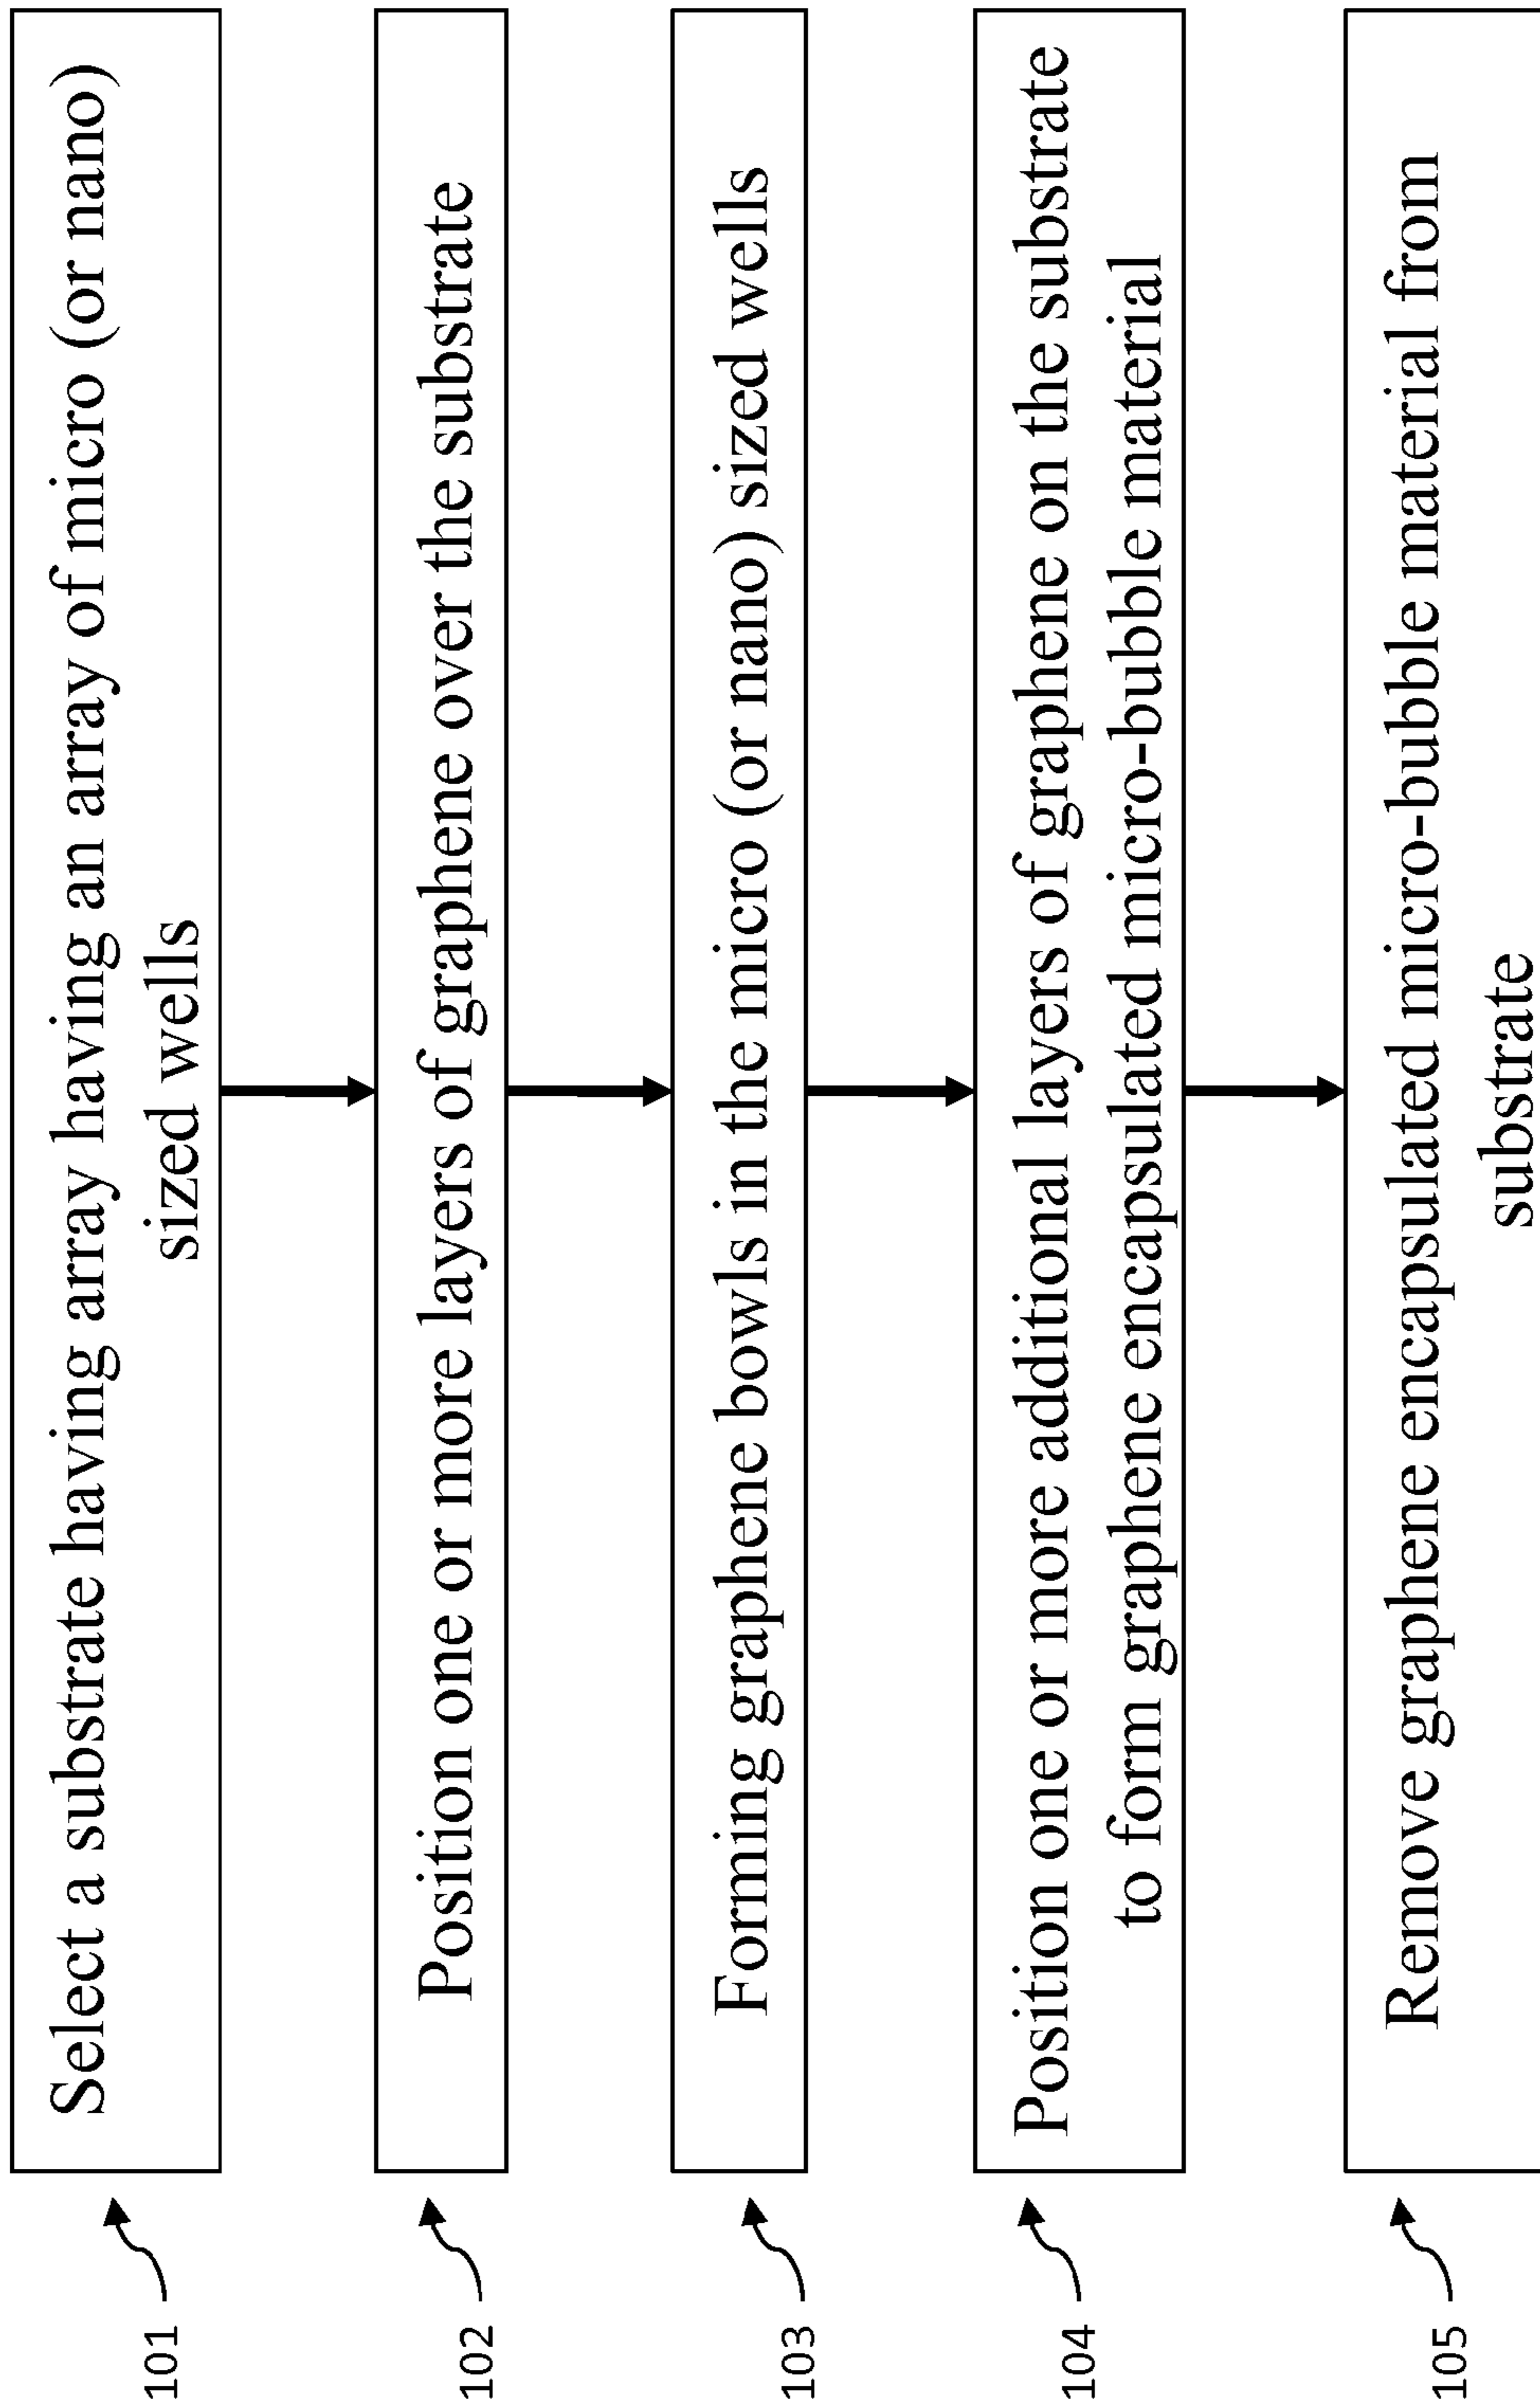 101
Select a substrate having array having an array of micro (or nano)
sized wells
102
Position one or more layers of graphene over the substrate
103
Forming graphene bowls in the micro (or nano) sized wells
104
Position one or more additional layers of graphene on the substrate
to form graphene encapsulated micro-bubble material
105
Remove graphene encapsulated micro-bubble material from
substrate